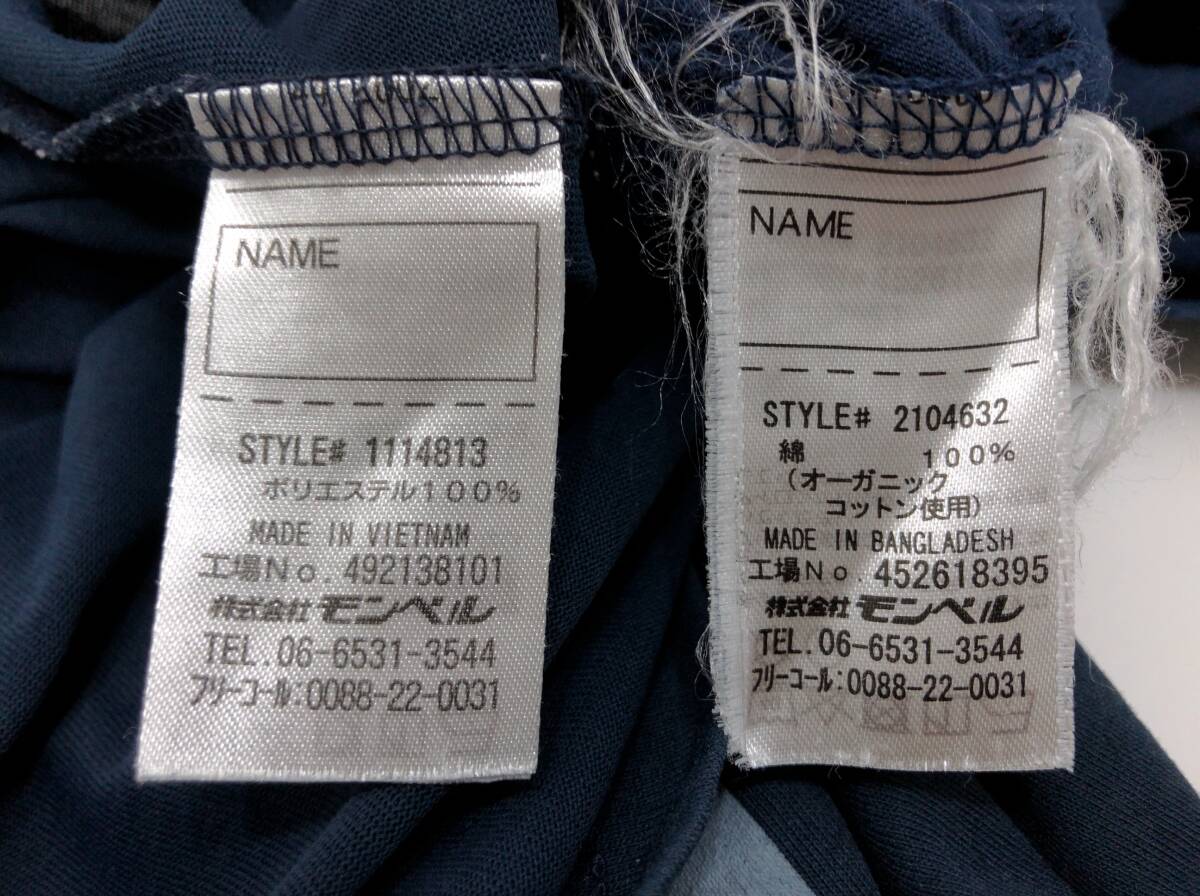 NAME
STYLE# 1114813
ポリエステル100%
MADE IN VIETNAM
工場No.492138101
株式会社モンベル
TEL.06-6531-3544
フリーコール:0088-22-0031
NAME
STYLE# 2104632
綿 100%
(オーガニック
コットン使用)
MADE IN BANGLADESH
工場No.452618395
株式会社モンベル
TEL.06-6531-3544
フリーコール:0088-22-0031